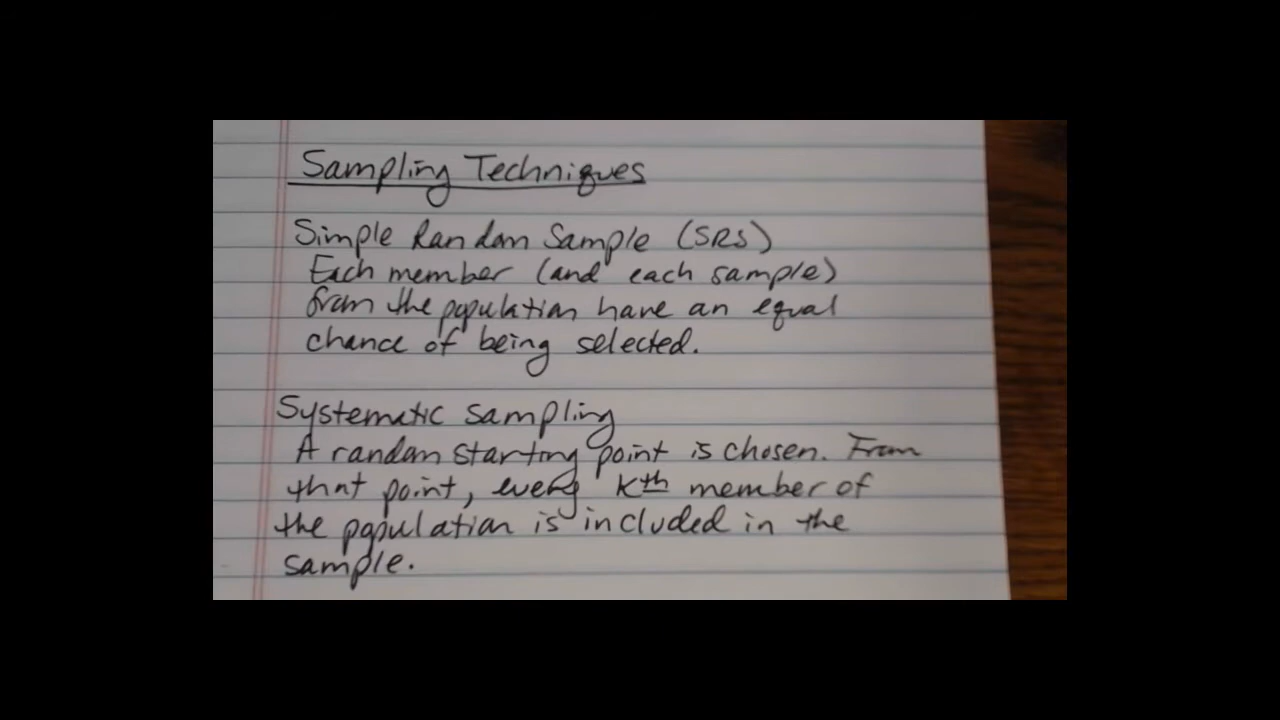 Sampling Techniques
Simple Random Sample (SRS)
Each member (and each sample)
from the population have an equal
chance of being selected.
Systematic Sampling
A random starting point is chosen. From
that point, every kth member of
the population is included in the
sample.